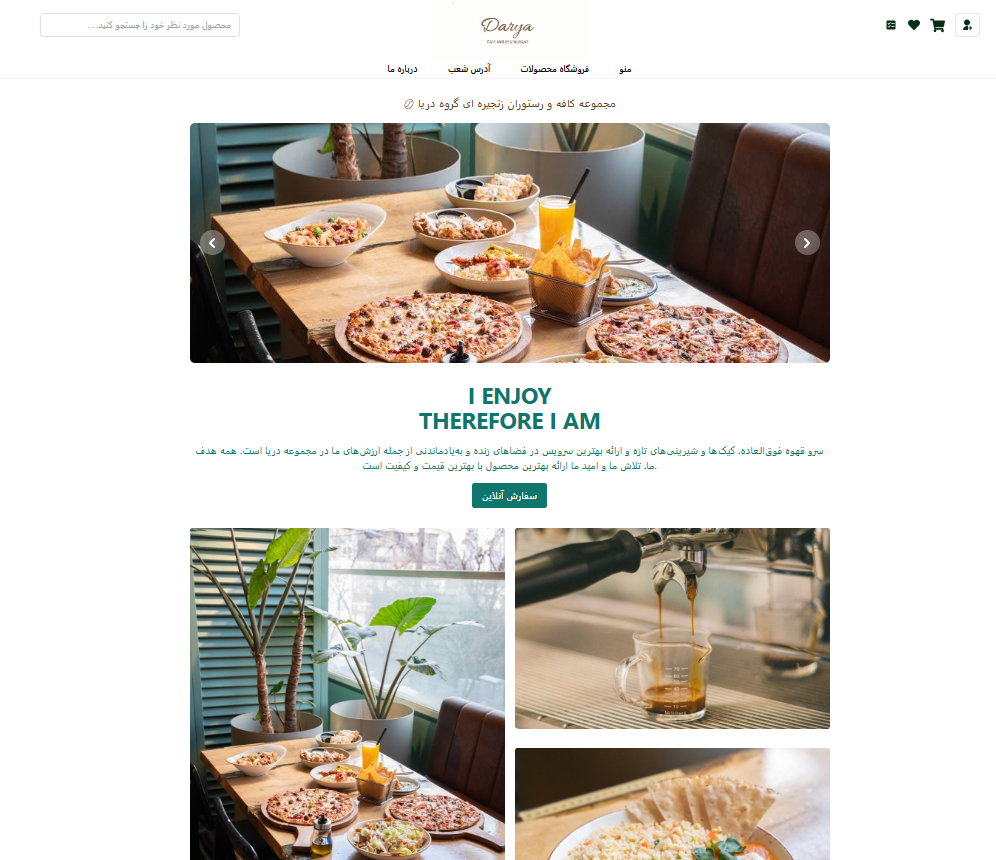 محصول مورد نظر خود را جستجو کنید...
Darya
CAFE AND RESTAURANT
منو
فروشگاه محصولات
آدرس شعب
درباره ما
مجموعه کافه و رستوران زنجیره ای گروه دریا
I ENJOY
THEREFORE I AM
سرو قهوه فوق‌العاده، کیک‌ها و شیرینی‌های تازه و ارائه بهترین سرویس در فضاهای زنده و به‌یادماندنی از جمله ارزش‌های ما در مجموعه دریا است. همه هدف
.ما، تلاش ما و امید ما ارائه بهترین محصول با بهترین قیمت و کیفیت است
سفارش آنلاین